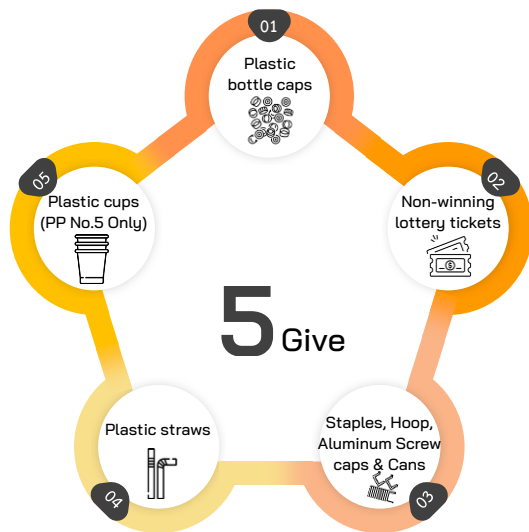 01
Plastic
bottle caps
02
Non-winning
lottery tickets
03
Staples, Hoop,
Aluminum Screw
caps & Cans
04
Plastic straws
05
Plastic cups
(PP No.5 Only)
5 Give